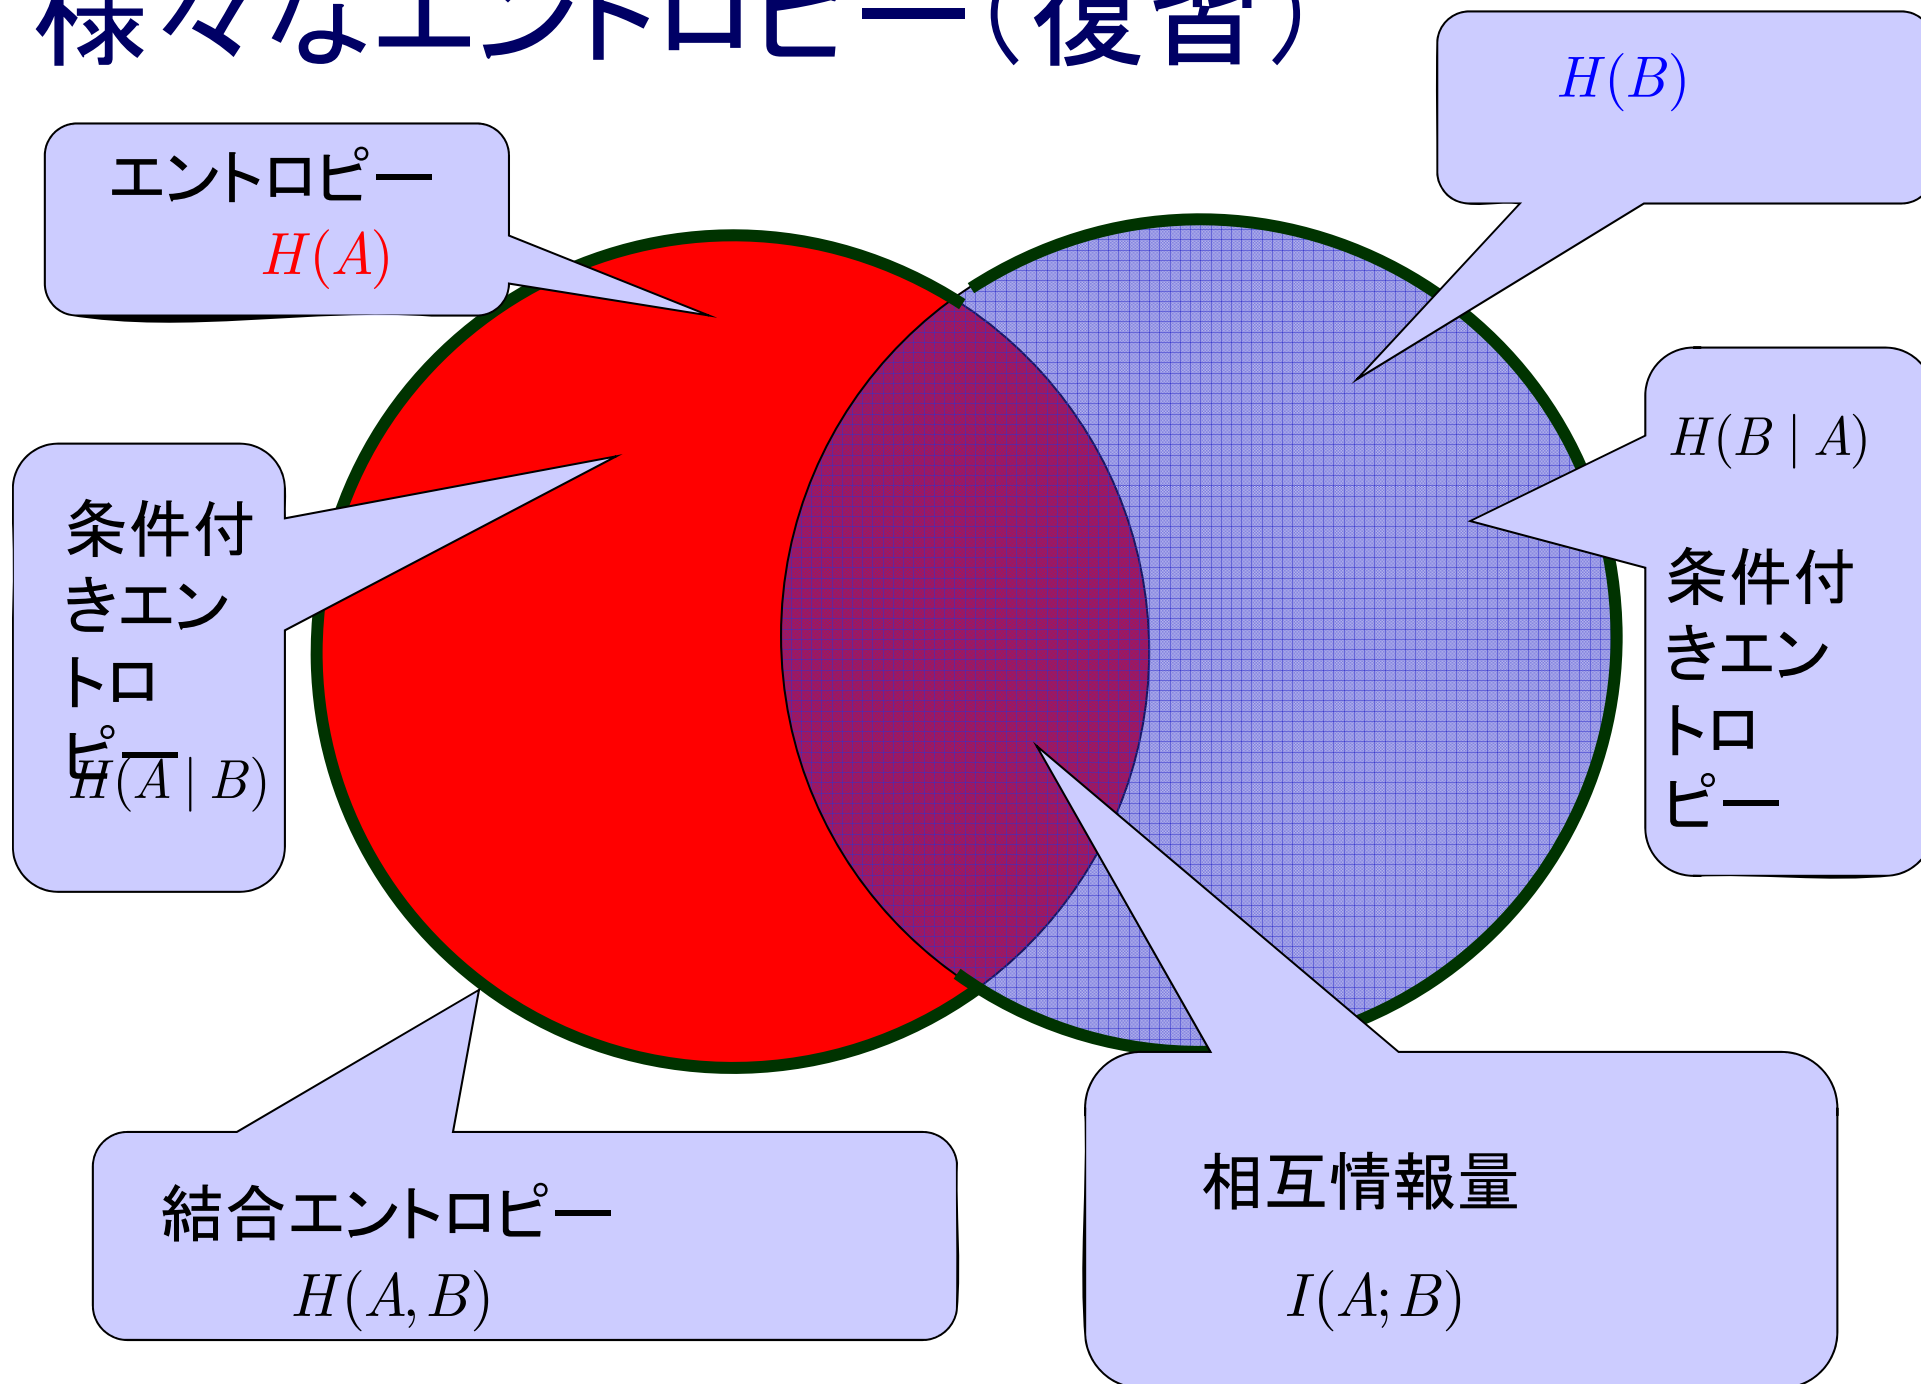 様々なエントロピー(復習)
H(B)
エントロピー
H(A)
H(B | A)
条件付
きエン
トロ
ピー
条件付
きエン
トロ
ピー
H(A | B)
結合エントロピー
H(A, B)
相互情報量
I(A; B)